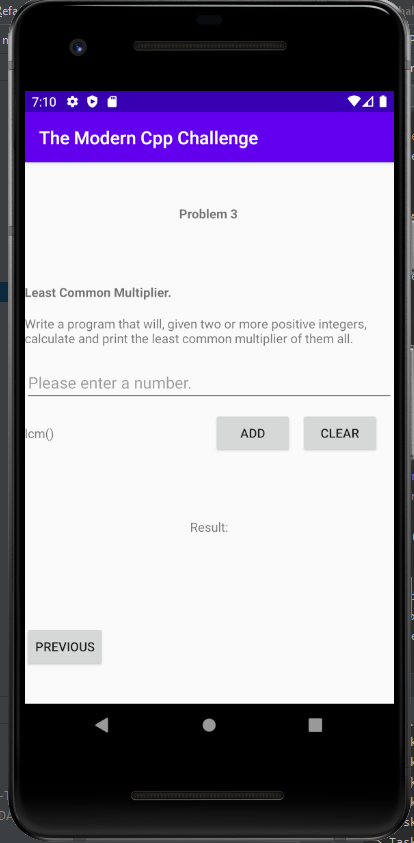 7:10
The Modern Cpp Challenge
Problem 3
Least Common Multiplier.
Write a program that will, given two or more positive integers,
calculate and print the least common multiplier of them all.
Please enter a number.
lcm() ADD CLEAR
Result:
PREVIOUS